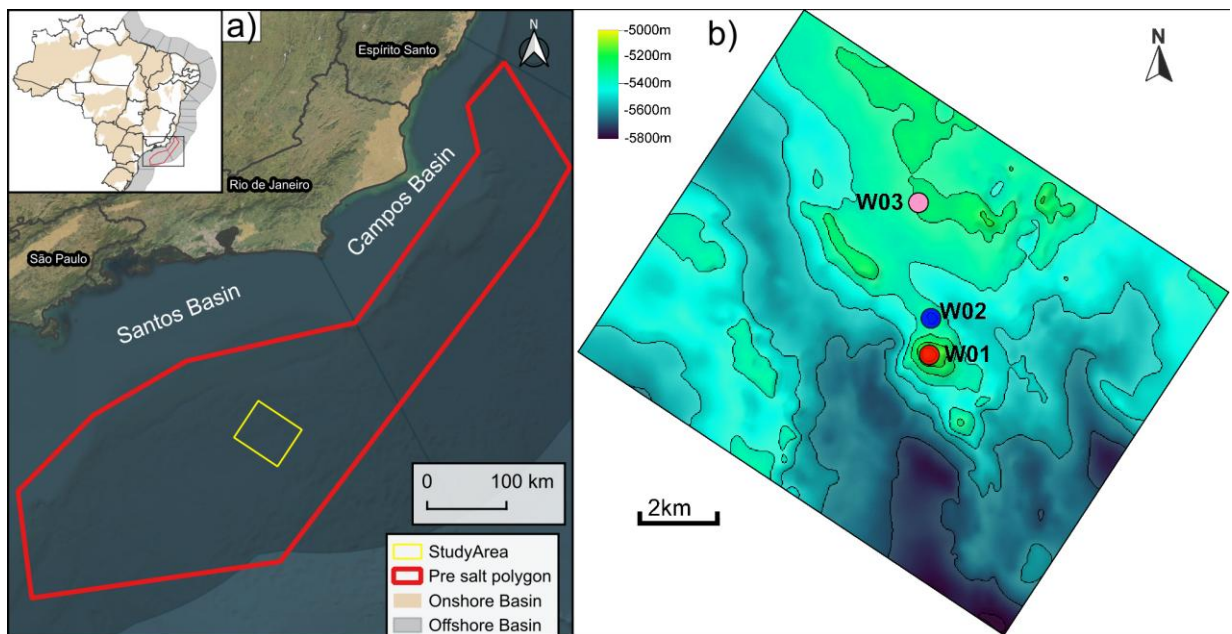 a)
N
Espírito Santo
Rio de Janeiro
São Paulo
Campos Basin
Santos Basin
0 100 km
StudyArea
Pre salt polygon
Onshore Basin
Offshore Basin
b)
-5000m
-5200m
-5400m
-5600m
-5800m
N
W03
W02
W01
2km